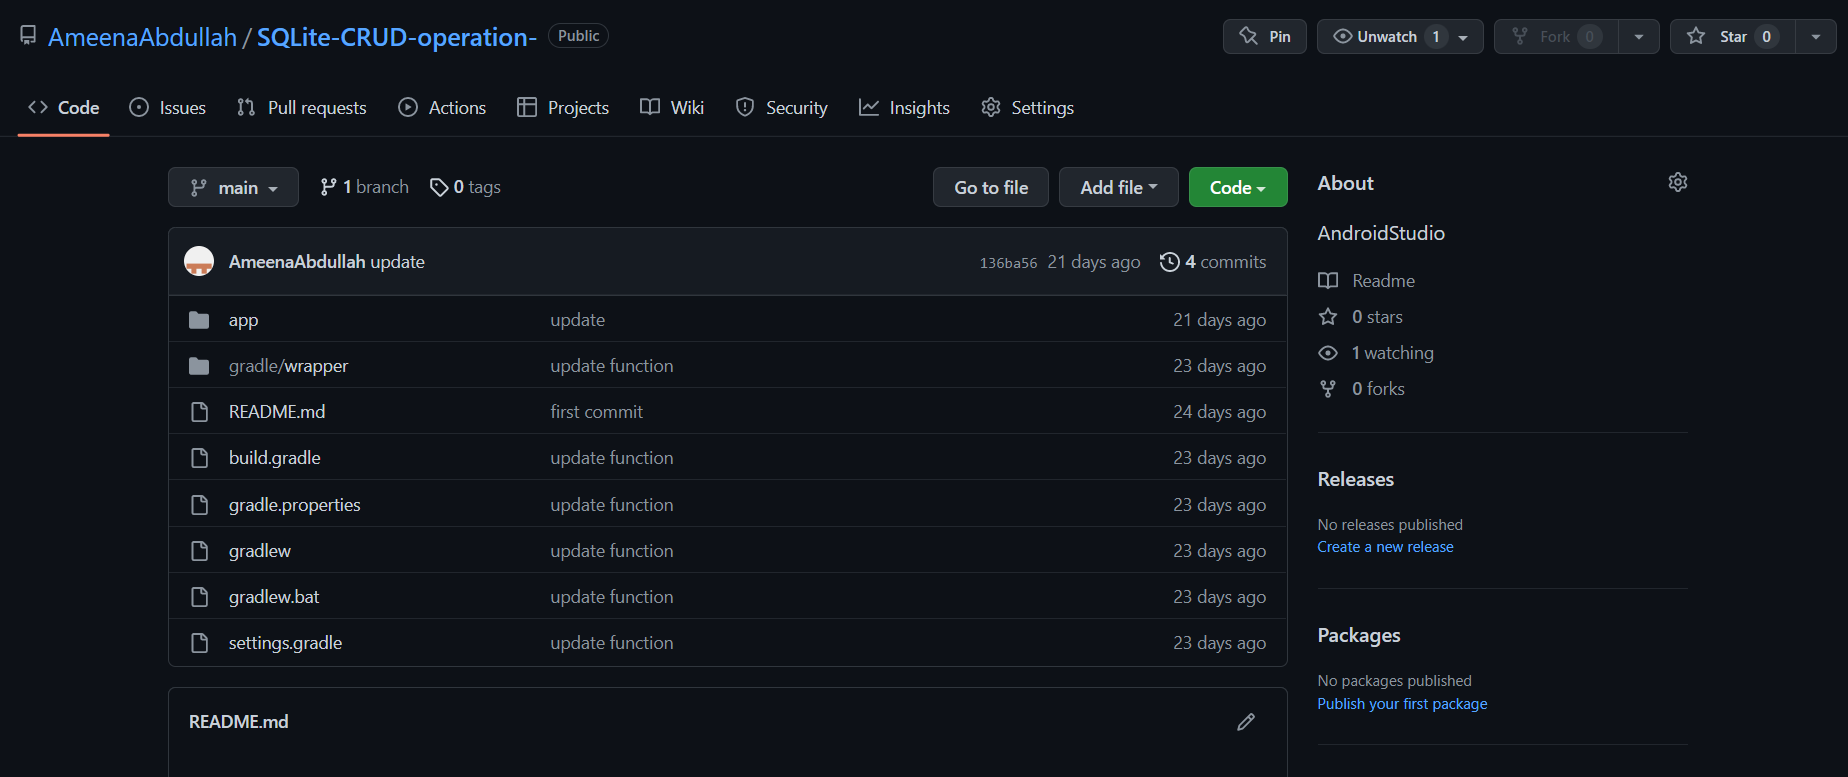 AmeenaAbdullah / SQLite-CRUD-operation- Public
Pin Unwatch 1 Fork 0 Star 0
Code Issues Pull requests Actions Projects Wiki Security Insights Settings
main 1 branch 0 tags Go to file Add file Code
AmeenaAbdullah update 136ba56 21 days ago 4 commits
app update 21 days ago
gradle/wrapper update function 23 days ago
README.md first commit 24 days ago
build.gradle update function 23 days ago
gradle.properties update function 23 days ago
gradlew update function 23 days ago
gradlew.bat update function 23 days ago
settings.gradle update function 23 days ago
README.md
About
AndroidStudio
Readme
0 stars
1 watching
0 forks
Releases
No releases published
Create a new release
Packages
No packages published
Publish your first package